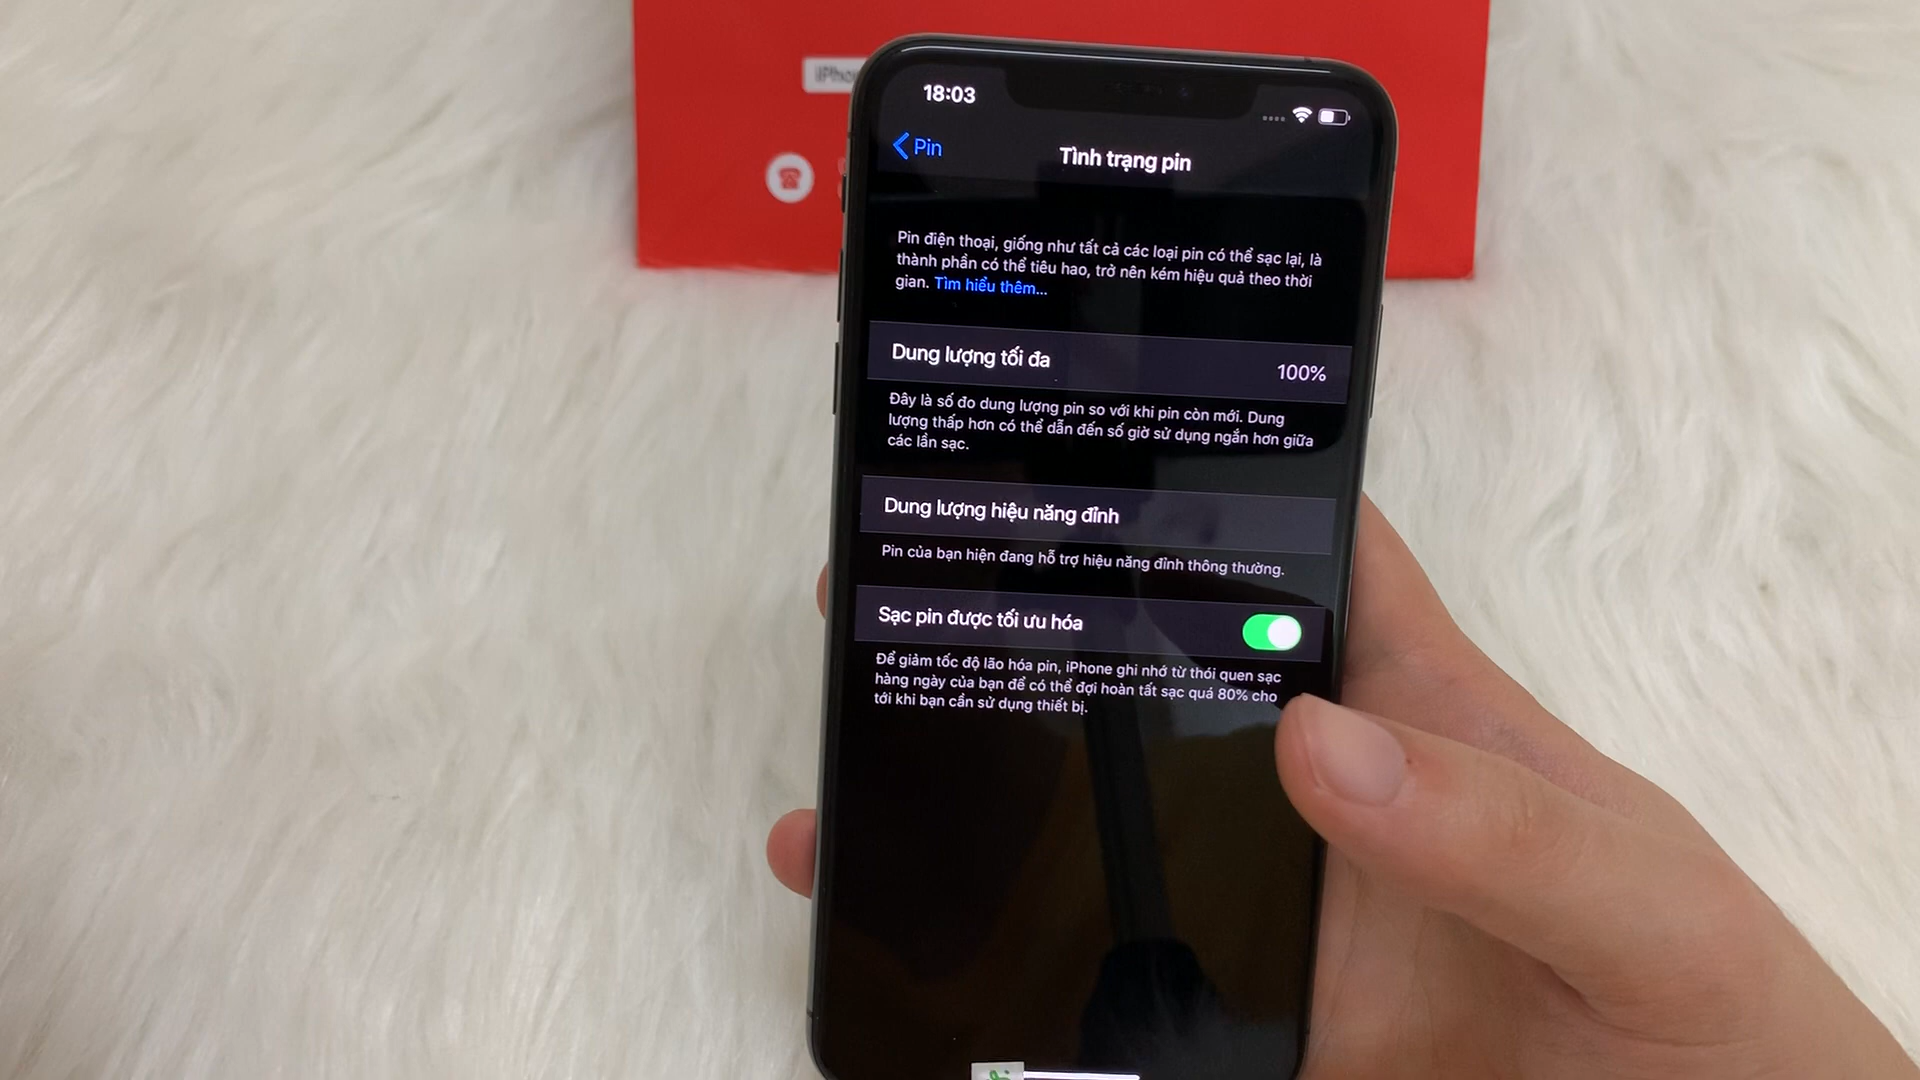 iPho
18:03
Pin
Tình trạng pin
Pin điện thoại, giống như tất cả các loại pin có thể sạc lại, là
thành phần có thể tiêu hao, trở nên kém hiệu quả theo thời
gian. Tìm hiểu thêm...
Dung lượng tối đa
100%
Đây là số đo dung lượng pin so với khi pin còn mới. Dung
lượng thấp hơn có thể dẫn đến số giờ sử dụng ngắn hơn giữa
các lần sạc.
Dung lượng hiệu năng đỉnh
Pin của bạn hiện đang hỗ trợ hiệu năng đỉnh thông thường.
Sạc pin được tối ưu hóa
Để giảm tốc độ lão hóa pin, iPhone ghi nhớ từ thói quen sạc
hàng ngày của bạn để có thể đợi hoàn tất sạc quá 80% cho
tới khi bạn cần sử dụng thiết bị.